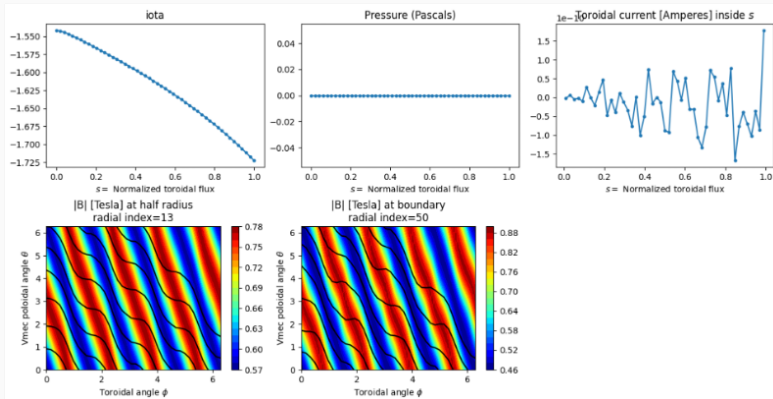 iota
-1.550
-1.575
-1.600
-1.625
-1.650
-1.675
-1.700
-1.725
0.0 0.2 0.4 0.6 0.8 1.0
s = Normalized toroidal flux
Pressure (Pascals)
0.04
0.02
0.00
-0.02
-0.04
0.0 0.2 0.4 0.6 0.8 1.0
s = Normalized toroidal flux
Toroidal current [Amperes] inside s
1.5
1.0
0.5
0.0
-0.5
-1.0
-1.5
0.0 0.2 0.4 0.6 0.8 1.0
s = Normalized toroidal flux
|B| [Tesla] at half radius
radial index=13
Vmec poloidal angle θ
6
5
4
3
2
1
0
0 2 4 6
Toroidal angle ϕ
0.78
0.75
0.72
0.69
0.66
0.63
0.60
0.57
|B| [Tesla] at boundary
radial index=50
Vmec poloidal angle θ
6
5
4
3
2
1
0
0 2 4 6
Toroidal angle ϕ
0.88
0.82
0.76
0.70
0.64
0.58
0.52
0.46